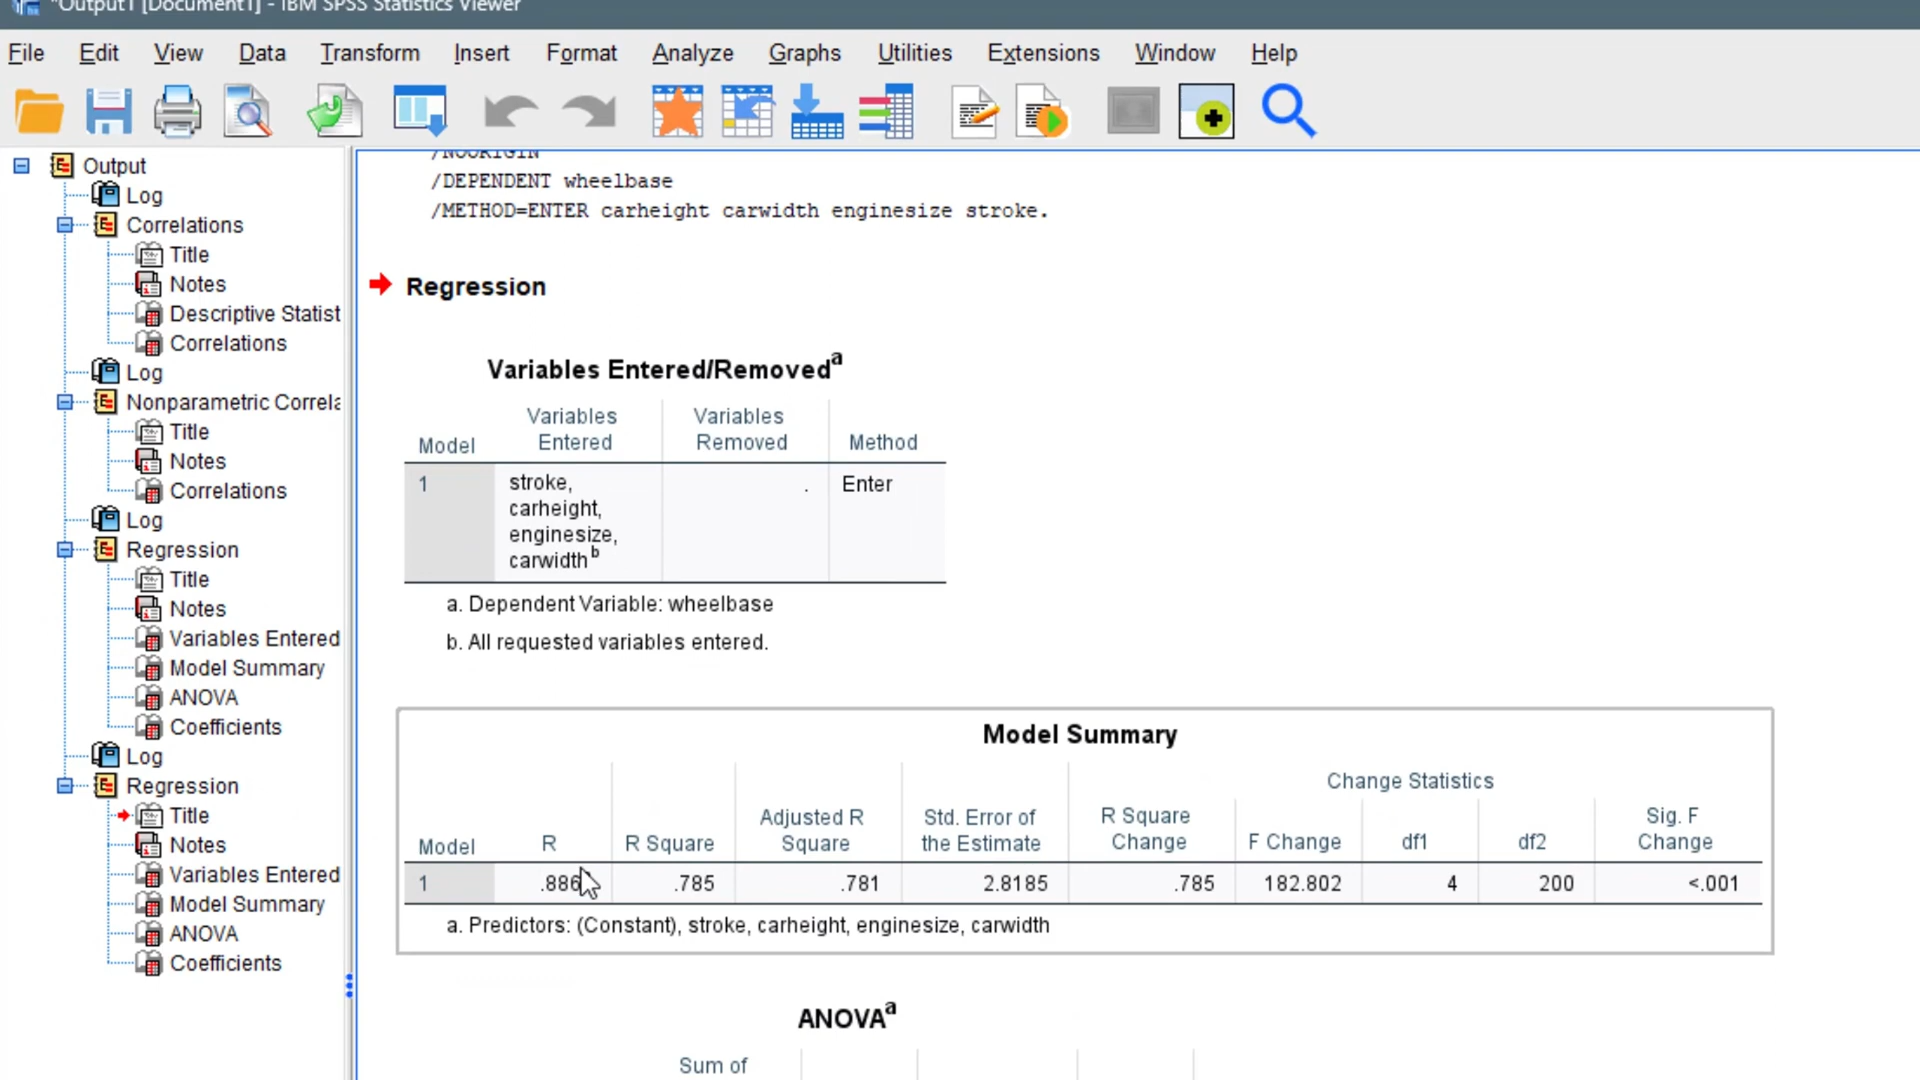 *Output1 [Document1] - IBM SPSS Statistics Viewer
File Edit View Data Transform Insert Format Analyze Graphs Utilities Extensions Window Help
Output
Log
Correlations
Title
Notes
Descriptive Statist
Correlations
Log
Nonparametric Correla
Title
Notes
Correlations
Log
Regression
Title
Notes
Variables Entered
Model Summary
ANOVA
Coefficients
Log
Regression
Title
Notes
Variables Entered
Model Summary
ANOVA
Coefficients
/NOORIGIN
/DEPENDENT wheelbase
/METHOD=ENTER carheight carwidth enginesize stroke.
Regression
Variables Entered/Removeda
Model Variables Entered Variables Removed Method
1 stroke, carheight, enginesize, carwidthb . Enter
a. Dependent Variable: wheelbase
b. All requested variables entered.
Model Summary
Change Statistics
Model R R Square Adjusted R Square Std. Error of the Estimate R Square Change F Change df1 df2 Sig. F Change
1 .886 .785 .781 2.8185 .785 182.802 4 200 <.001
a. Predictors: (Constant), stroke, carheight, enginesize, carwidth
ANOVAa
Sum of